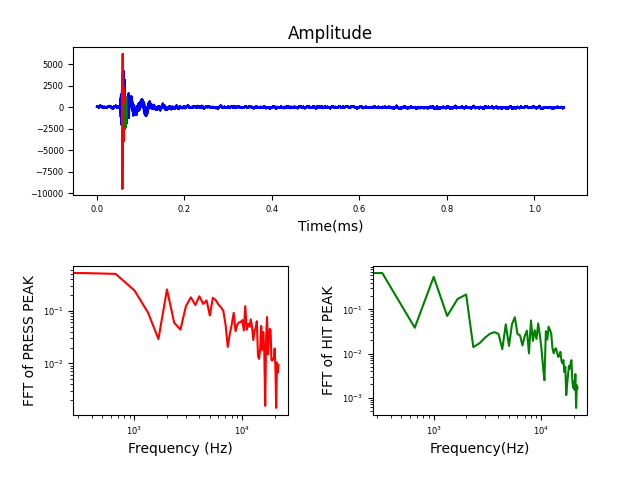 Amplitude
5000
2500
0
−2500
−5000
−7500
−10000
0.0 0.2 0.4 0.6 0.8 1.0
Time(ms)
FFT of PRESS PEAK
10⁻¹
10⁻²
10³ 10⁴
Frequency (Hz)
FFT of HIT PEAK
10⁻¹
10⁻²
10⁻³
10³ 10⁴
Frequency(Hz)